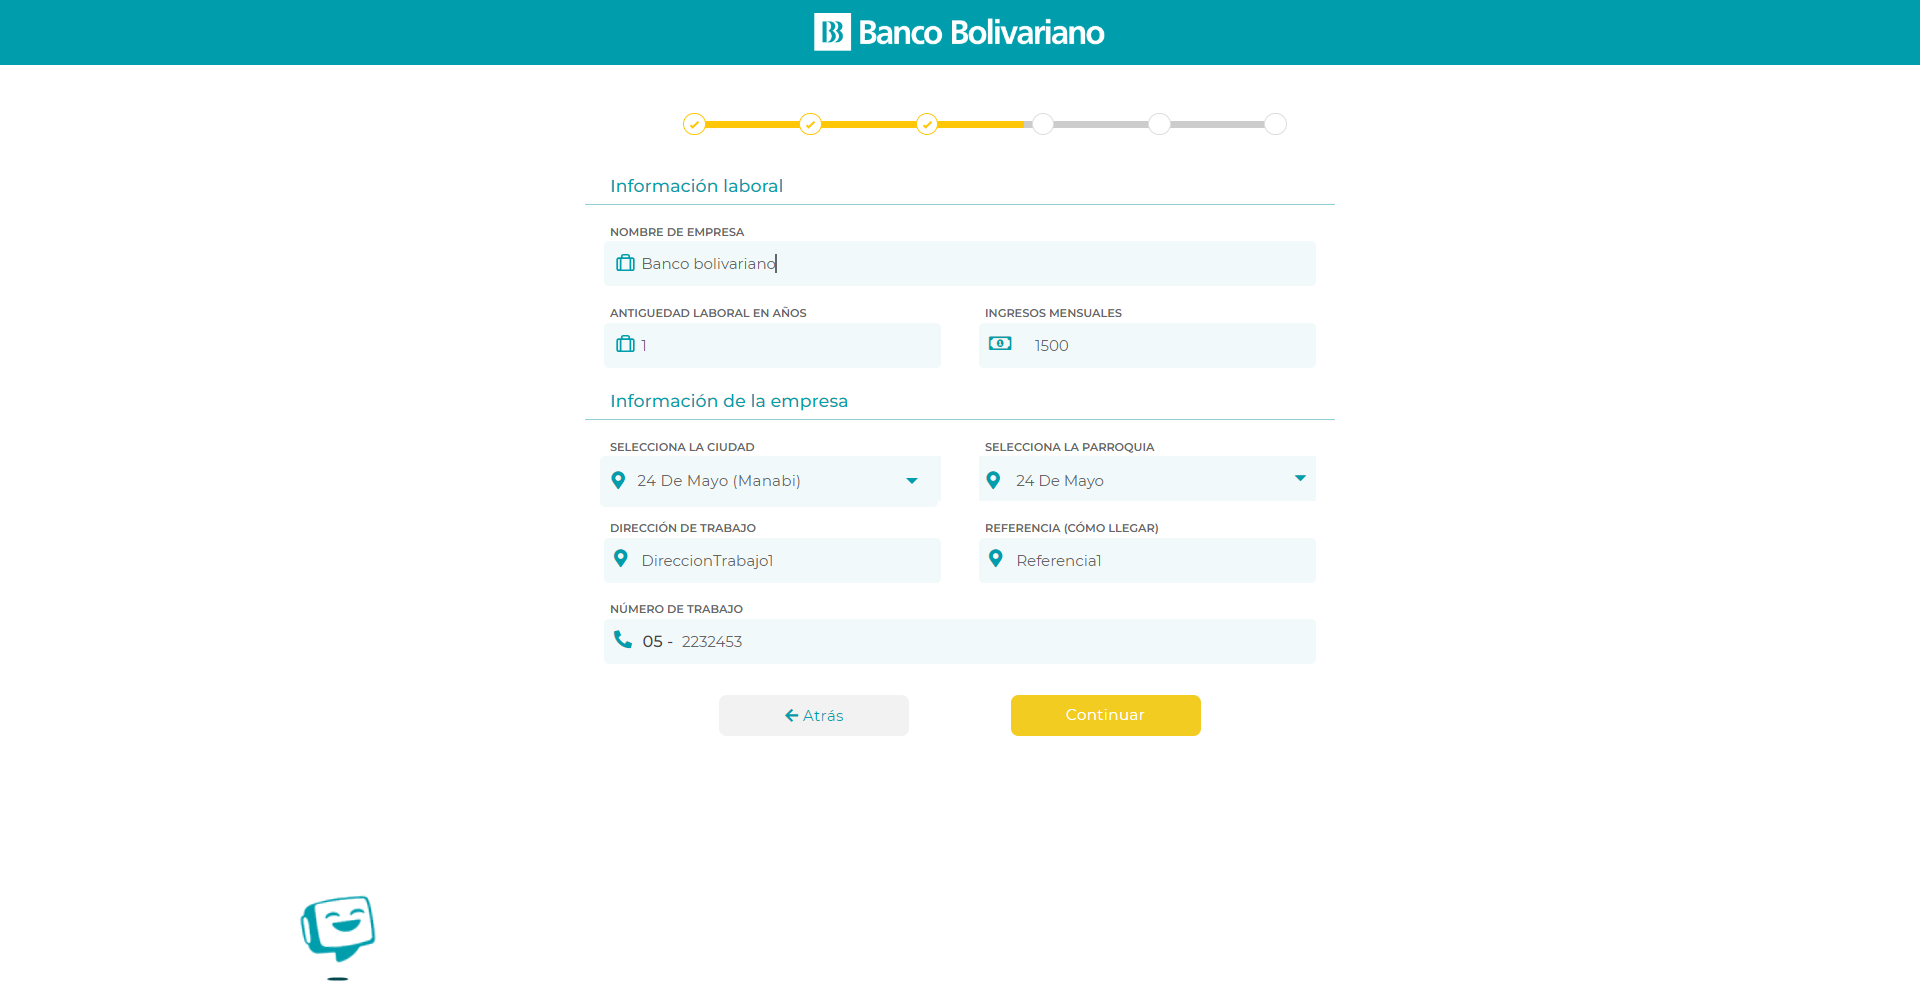 Banco Bolivariano
Información laboral
NOMBRE DE EMPRESA
Banco bolivariano
ANTIGUEDAD LABORAL EN AÑOS
INGRESOS MENSUALES
1
1500
Información de la empresa
SELECCIONA LA CIUDAD
SELECCIONA LA PARROQUIA
24 De Mayo (Manabi)
24 De Mayo
DIRECCIÓN DE TRABAJO
REFERENCIA (CÓMO LLEGAR)
DireccionTrabajo1
Referencia1
NÚMERO DE TRABAJO
05 - 2232453
Atrás
Continuar